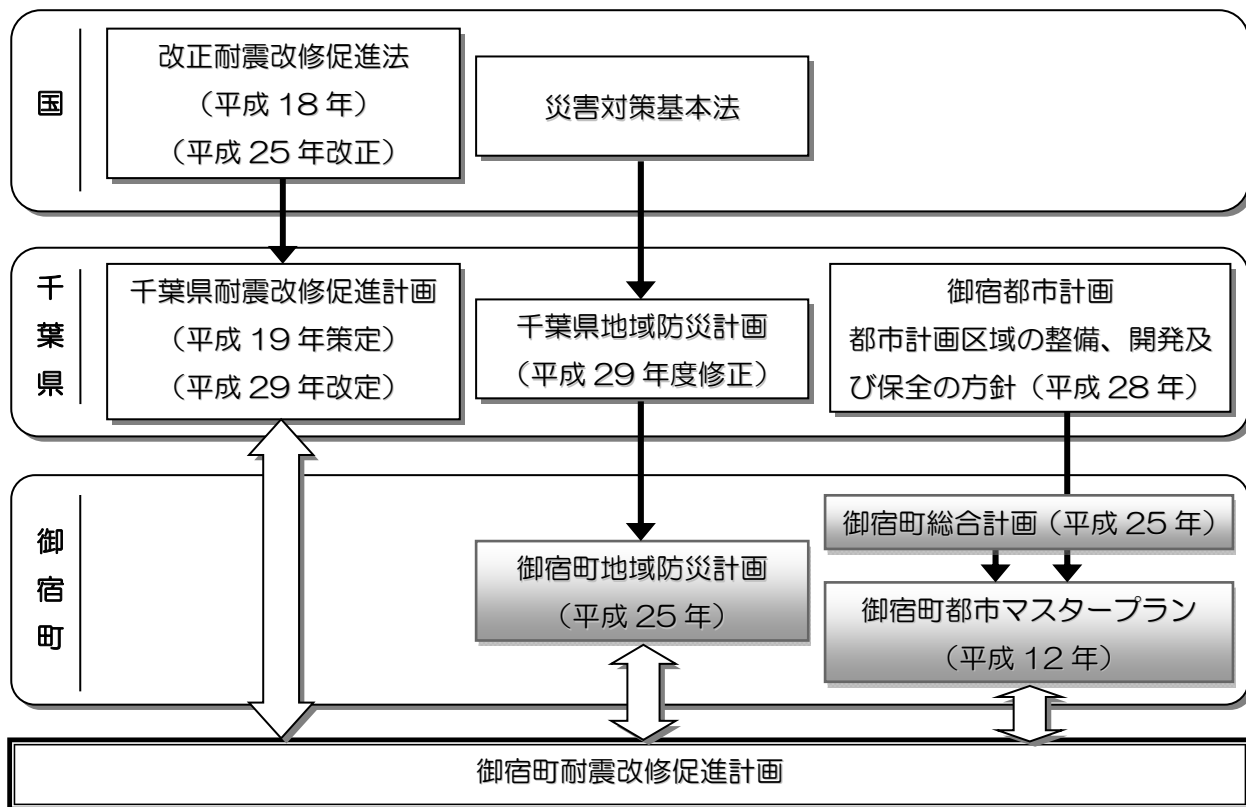 国
改正耐震改修促進法
（平成 18 年）
（平成 25 年改正）
災害対策基本法
千葉県
千葉県耐震改修促進計画
（平成 19 年策定）
（平成 29 年改定）
千葉県地域防災計画
（平成 29 年度修正）
御宿都市計画
都市計画区域の整備、開発及
び保全の方針（平成 28 年）
御宿町
御宿町地域防災計画
（平成 25 年）
御宿町総合計画（平成 25 年）
御宿町都市マスタープラン
（平成 12 年）
御宿町耐震改修促進計画